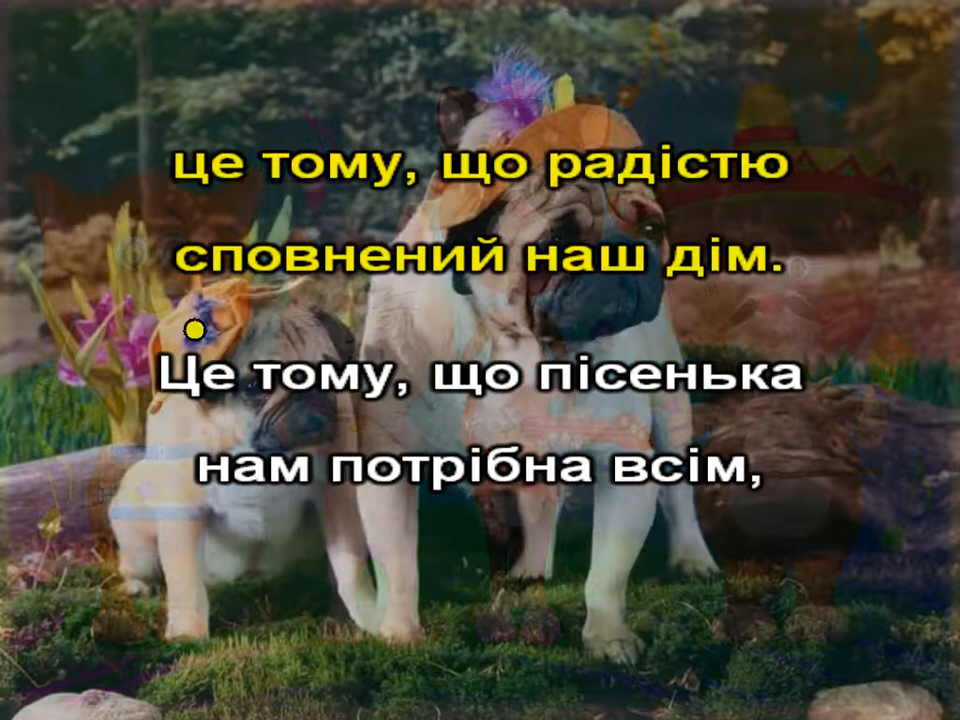 це тому, що радістю
сповнений наш дім.
Це тому, що пісенька
нам потрібна всім,